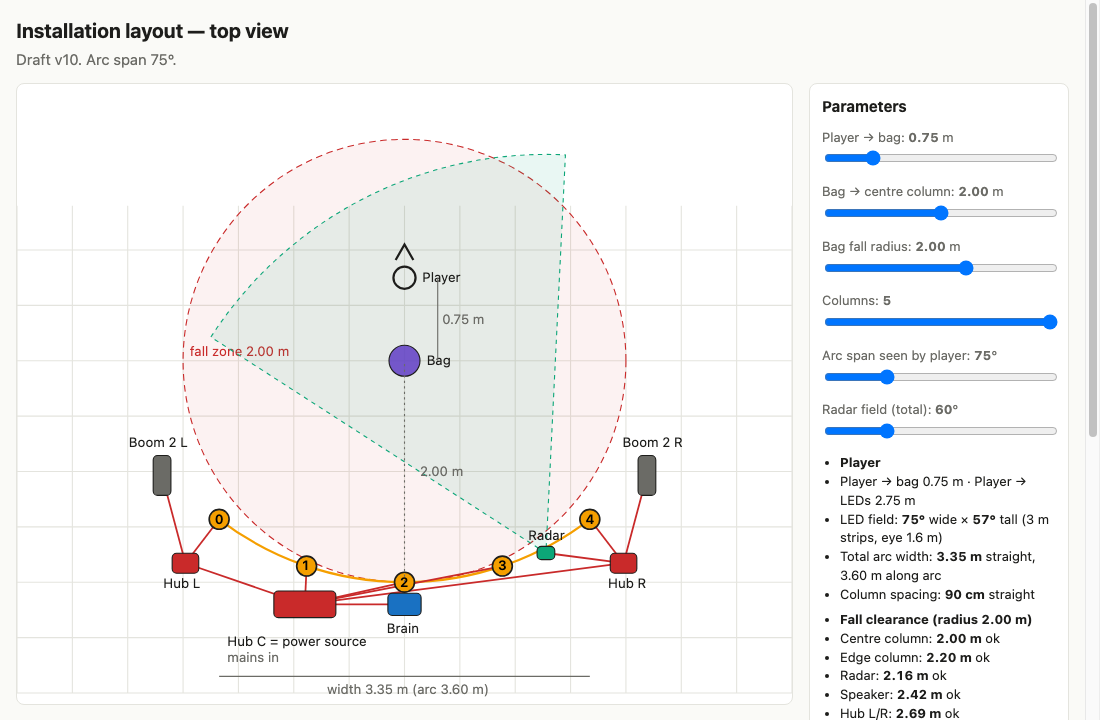 Installation layout — top view
Draft v10. Arc span 75°.
Player
0.75 m
Bag
fall zone 2.00 m
Boom 2 L
Boom 2 R
2.00 m
0
4
Radar
1
3
2
Hub L
Hub R
Brain
Hub C = power source
mains in
width 3.35 m (arc 3.60 m)
Parameters
Player → bag: 0.75 m
Bag → centre column: 2.00 m
Bag fall radius: 2.00 m
Columns: 5
Arc span seen by player: 75°
Radar field (total): 60°
• Player
• Player → bag 0.75 m · Player →
LEDs 2.75 m
• LED field: 75° wide × 57° tall (3 m
strips, eye 1.6 m)
• Total arc width: 3.35 m straight,
3.60 m along arc
• Column spacing: 90 cm straight
• Fall clearance (radius 2.00 m)
• Centre column: 2.00 m ok
• Edge column: 2.20 m ok
• Radar: 2.16 m ok
• Speaker: 2.42 m ok
• Hub L/R: 2.69 m ok